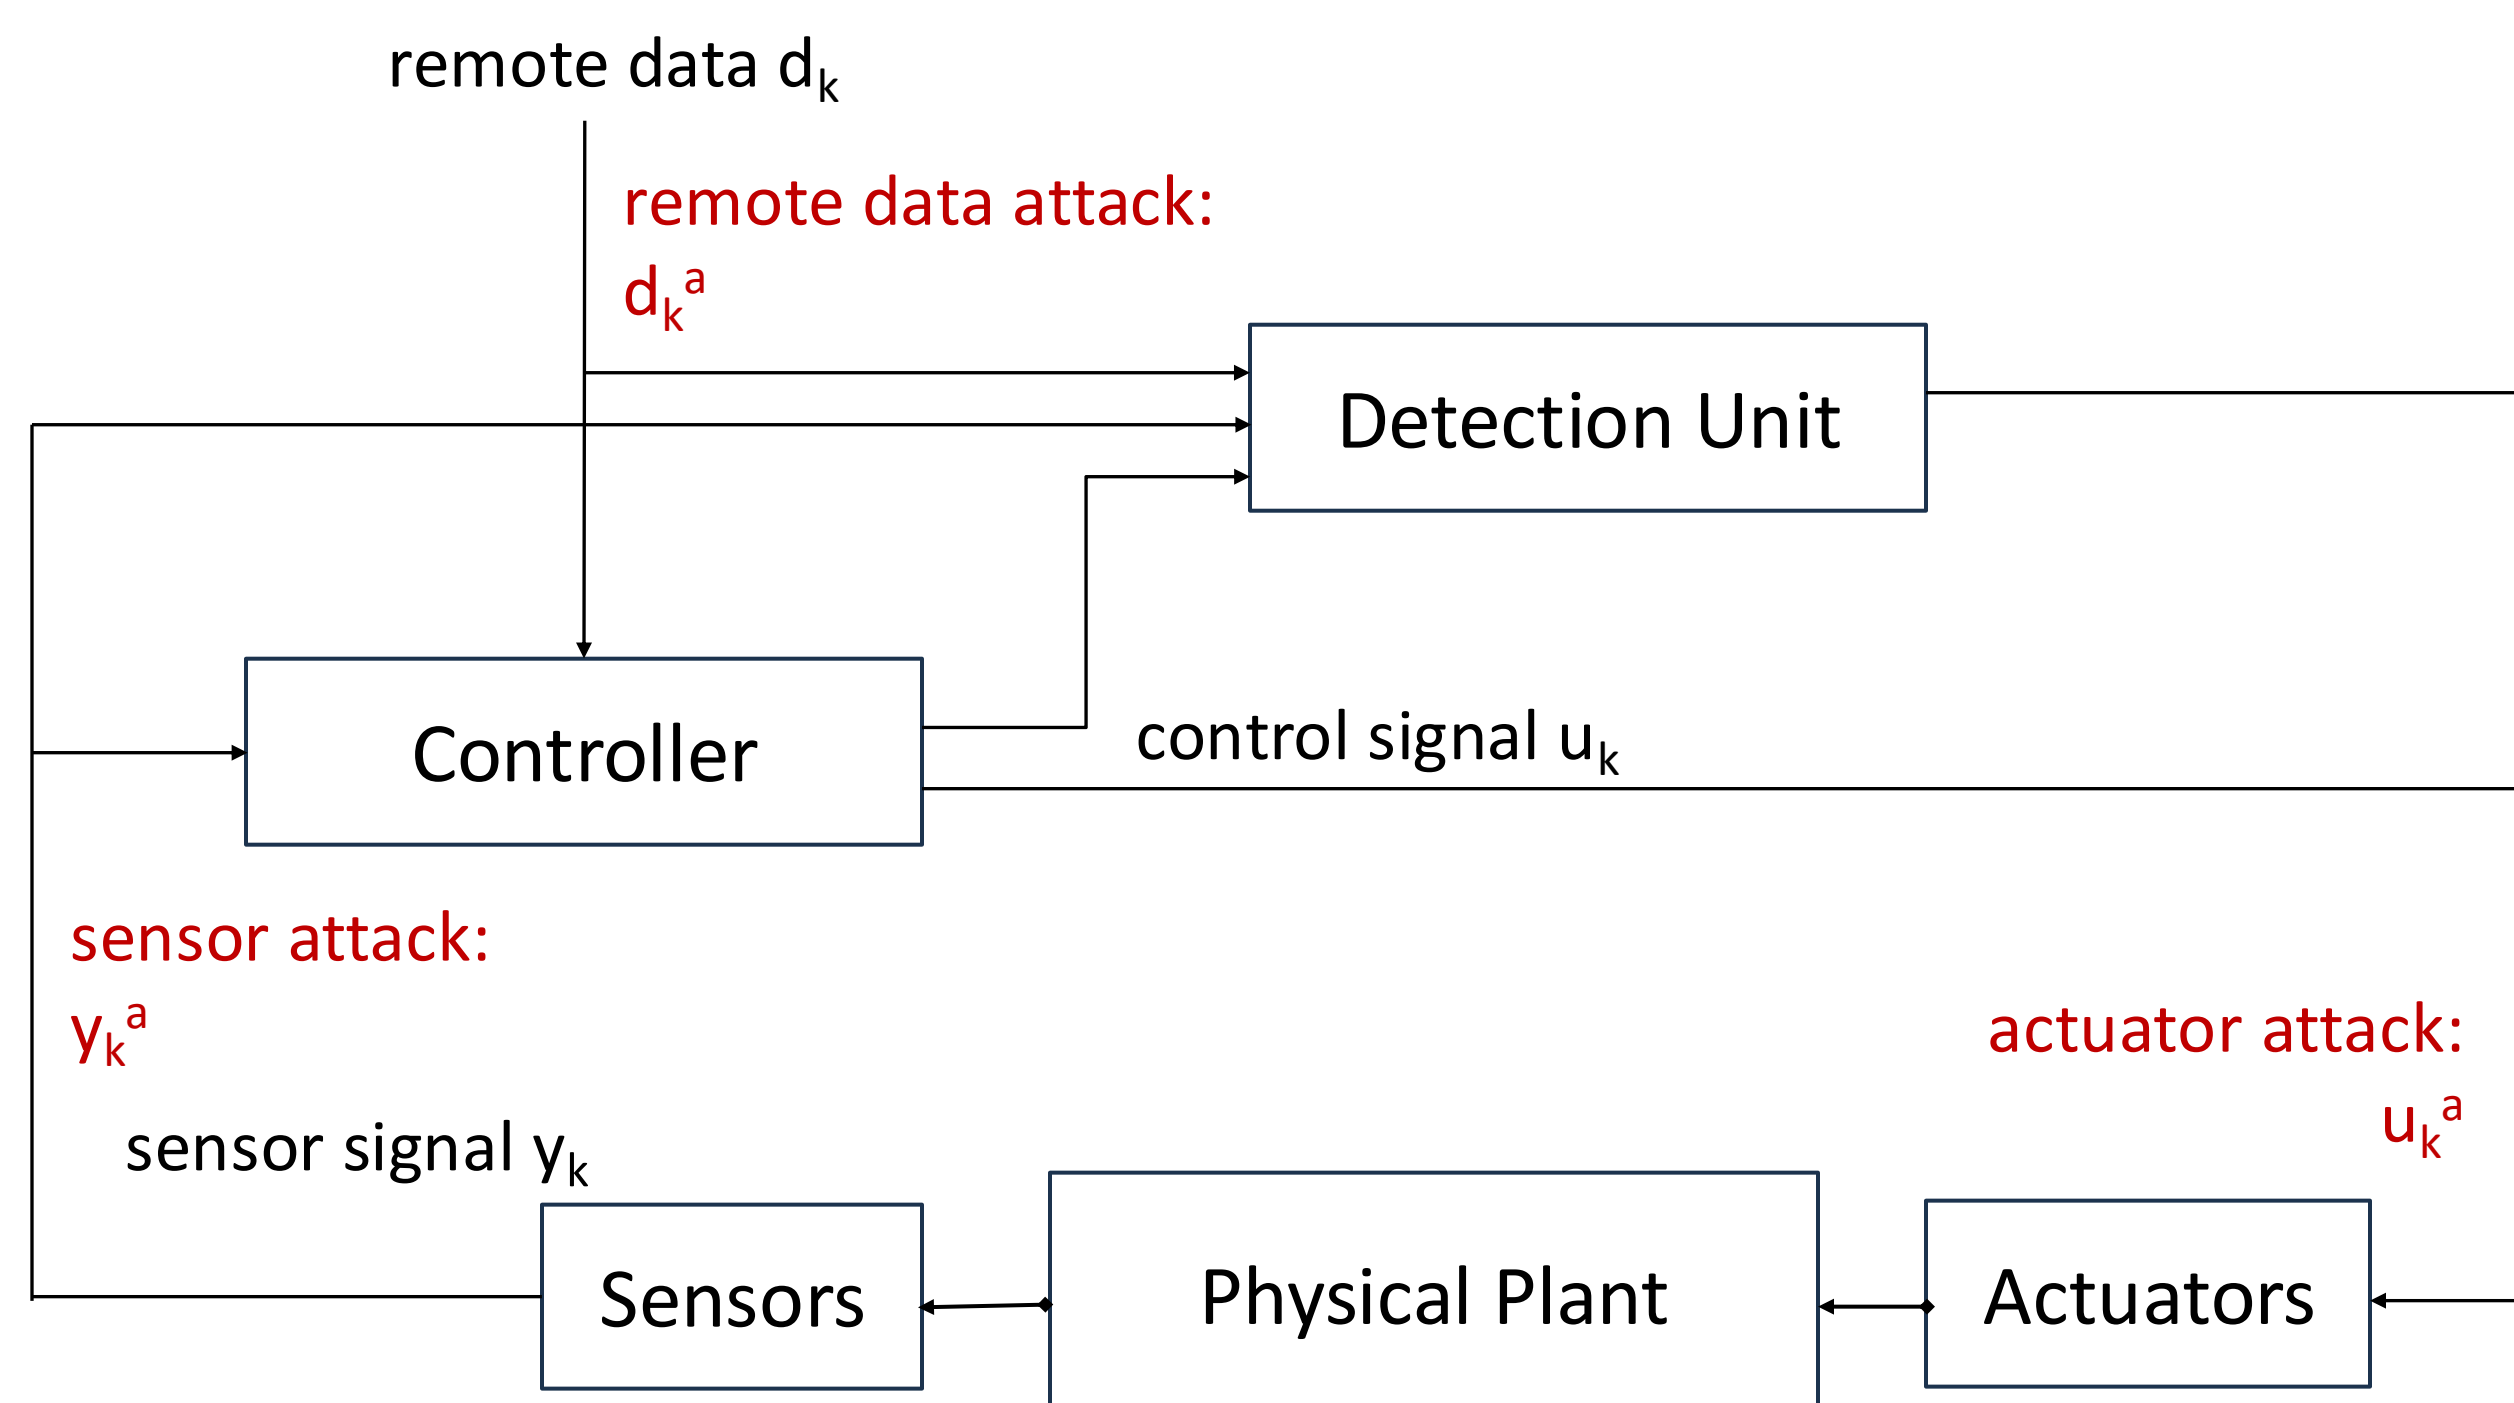 remote data dₖ
remote data attack:
dₖᵃ
Detection Unit
Controller
control signal uₖ
sensor attack:
yₖᵃ
actuator attack:
uₖᵃ
sensor signal yₖ
Sensors
Physical Plant
Actuators